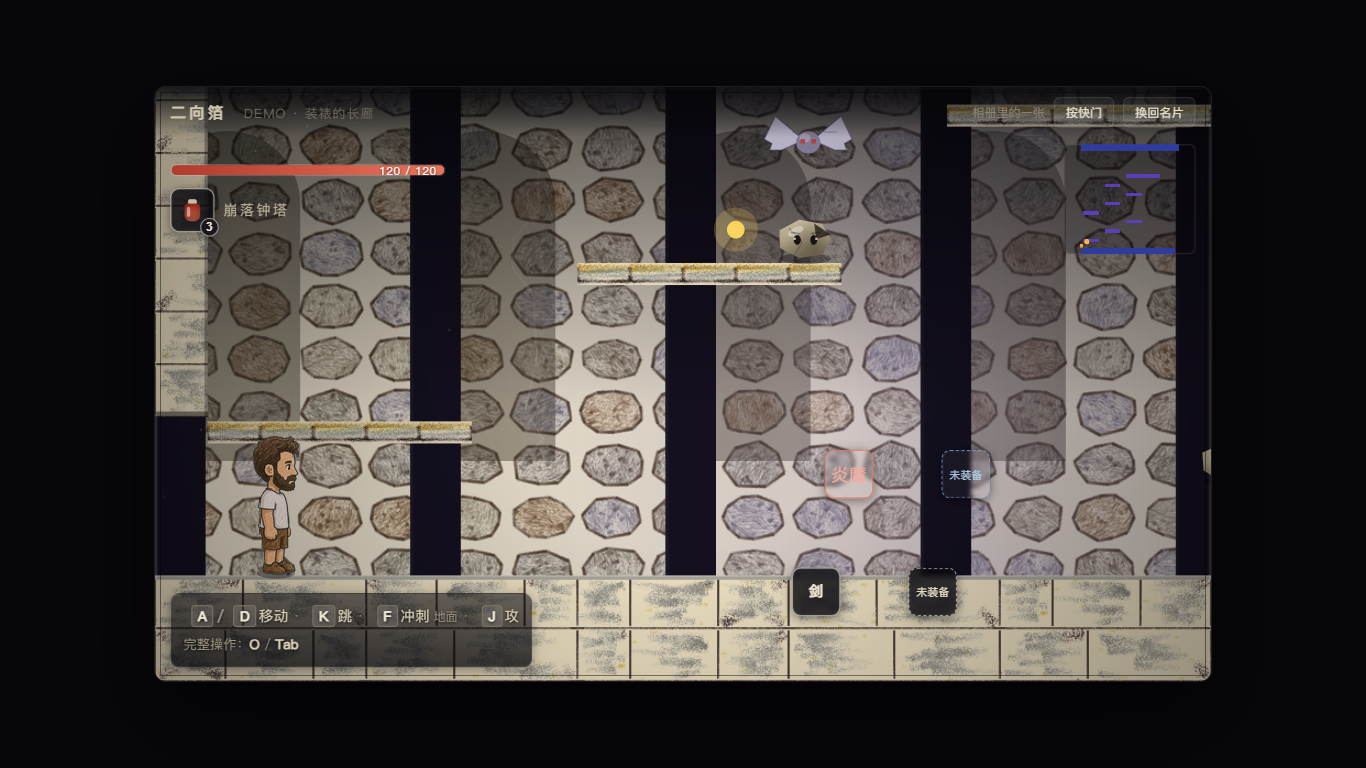 二向箔 DEMO · 装裱的长廊
相册里的一张 按快门 换回名片
120 / 120
3 崩落钟塔
炎魔 未装备
剑 未装备
A / D 移动 · K 跳 · F 冲刺 地面 · J 攻
完整操作: O / Tab